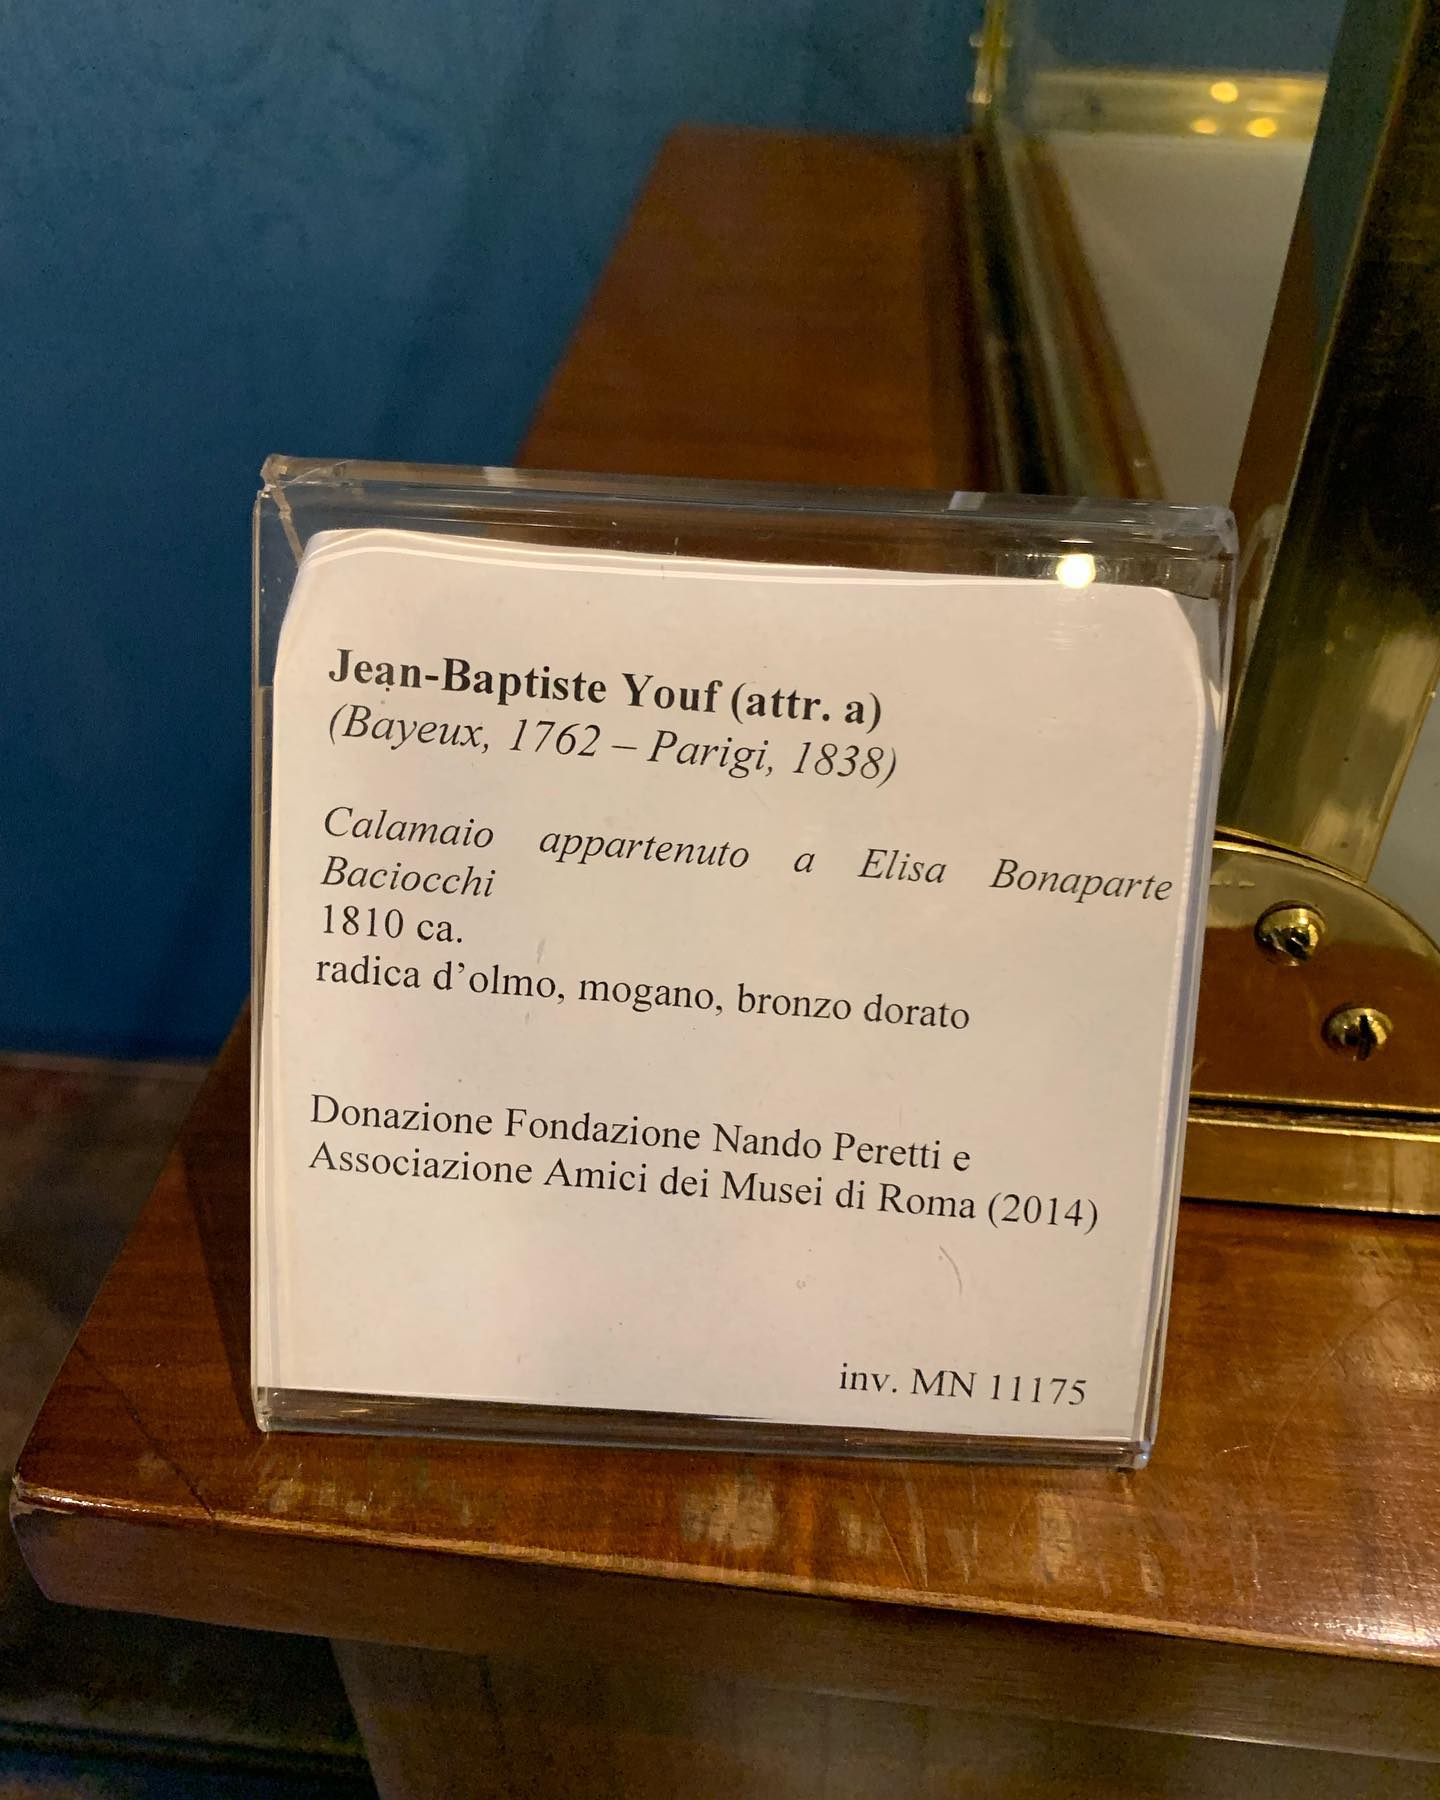 Jean-Baptiste Youf (attr. a)
(Bayeux, 1762 – Parigi, 1838)
Calamaio appartenuto a Elisa Bonaparte
Baciocchi
1810 ca.
radica d’olmo, mogano, bronzo dorato
Donazione Fondazione Nando Peretti e
Associazione Amici dei Musei di Roma (2014)
inv. MN 11175